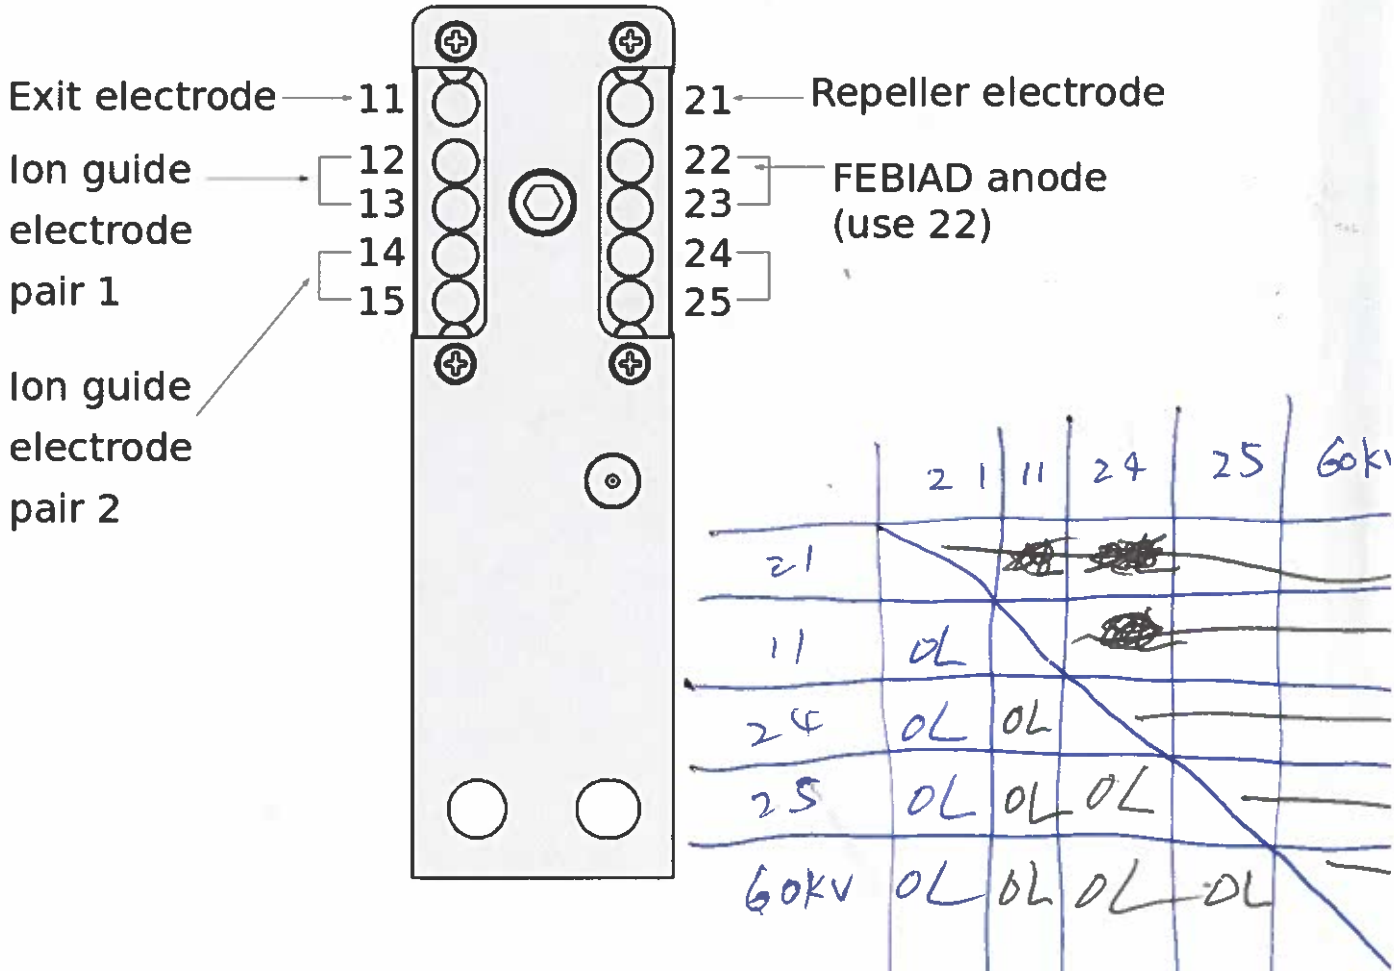 Exit electrode 11 21 Repeller electrode
Ion guide 12 22 FEBIAD anode
electrode 13 23 (use 22)
pair 1 14 24
15 25
Ion guide
electrode
pair 2
21 11 24 25 60kV
21
11 OL
24 OL OL
25 OL OL OL
60kV OL OL OL OL